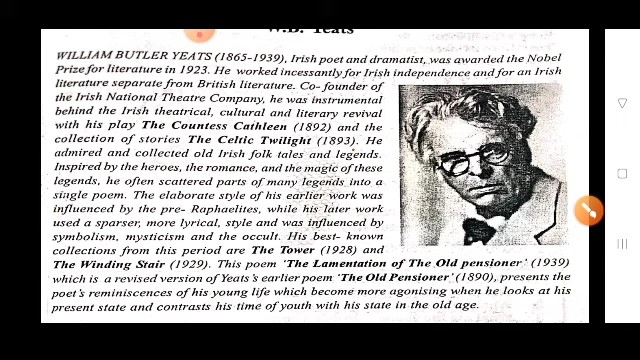 W.B. Yeats
WILLIAM BUTLER YEATS (1865-1939), Irish poet and dramatist, was awarded the Nobel
Prize for literature in 1923. He worked incessantly for Irish independence and for an Irish
literature separate from British literature. Co- founder of
the Irish National Theatre Company, he was instrumental
behind the Irish theatrical, cultural and literary revival
with his play The Countess Cathleen (1892) and the
collection of stories The Celtic Twilight (1893). He
admired and collected old Irish folk tales and legends.
Inspired by the heroes, the romance, and the magic of these
legends, he often scattered parts of many legends into a
single poem. The elaborate style of his earlier work was
influenced by the pre- Raphaelites, while his later work
used a sparser, more lyrical, style and was influenced by
symbolism, mysticism and the occult. His best- known
collections from this period are The Tower (1928) and
The Winding Stair (1929). This poem 'The Lamentation of The Old pensioner' (1939)
which is a revised version of Yeats's earlier poem 'The Old Pensioner' (1890), presents the
poet's reminiscences of his young life which become more agonising when he looks at his
present state and contrasts his time of youth with his state in the old age.